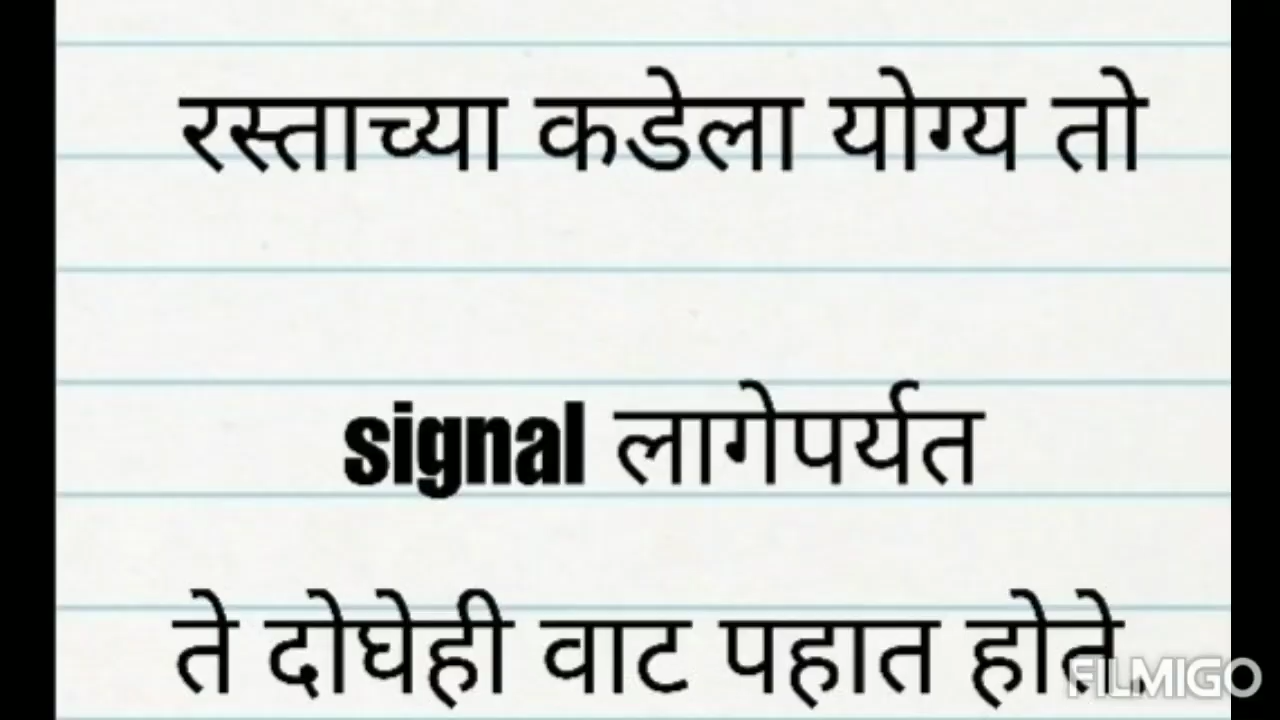 रस्ताच्या कडेला योग्य तो
signal लागेपर्यत
ते दोघेही वाट पहात होते.
FILMIGO